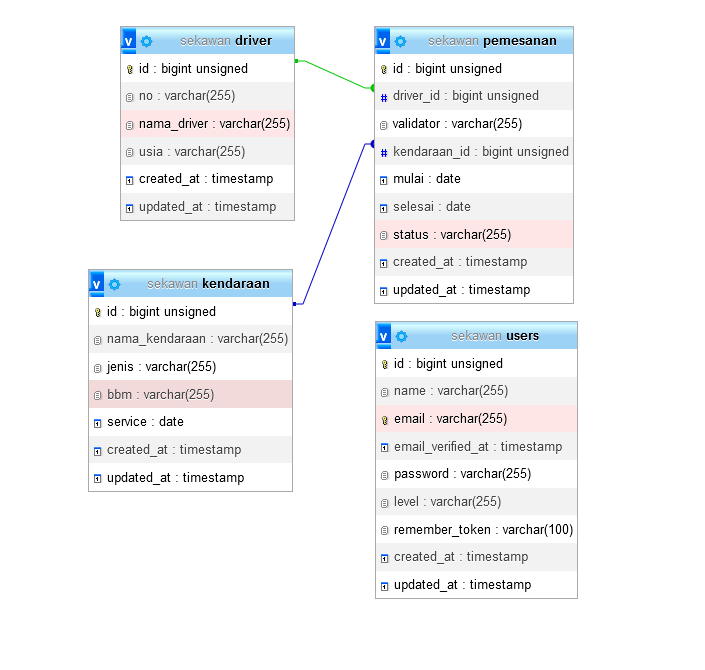 v sekawan driver
id : bigint unsigned
no : varchar(255)
nama_driver : varchar(255)
usia : varchar(255)
created_at : timestamp
updated_at : timestamp
v sekawan pemesanan
id : bigint unsigned
# driver_id : bigint unsigned
validator : varchar(255)
# kendaraan_id : bigint unsigned
mulai : date
selesai : date
status : varchar(255)
created_at : timestamp
updated_at : timestamp
v sekawan kendaraan
id : bigint unsigned
nama_kendaraan : varchar(255)
jenis : varchar(255)
bbm : varchar(255)
service : date
created_at : timestamp
updated_at : timestamp
v sekawan users
id : bigint unsigned
name : varchar(255)
email : varchar(255)
email_verified_at : timestamp
password : varchar(255)
level : varchar(255)
remember_token : varchar(100)
created_at : timestamp
updated_at : timestamp